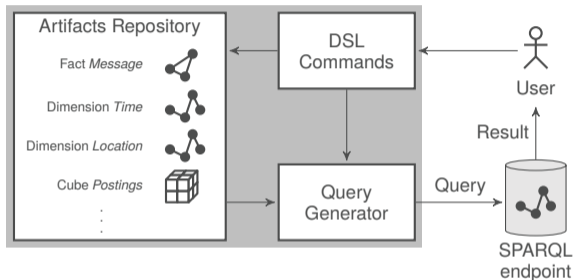 Artifacts Repository
Fact Message
Dimension Time
Dimension Location
Cube Postings
DSL
Commands
Query
Generator
User
Result
Query
SPARQL
endpoint